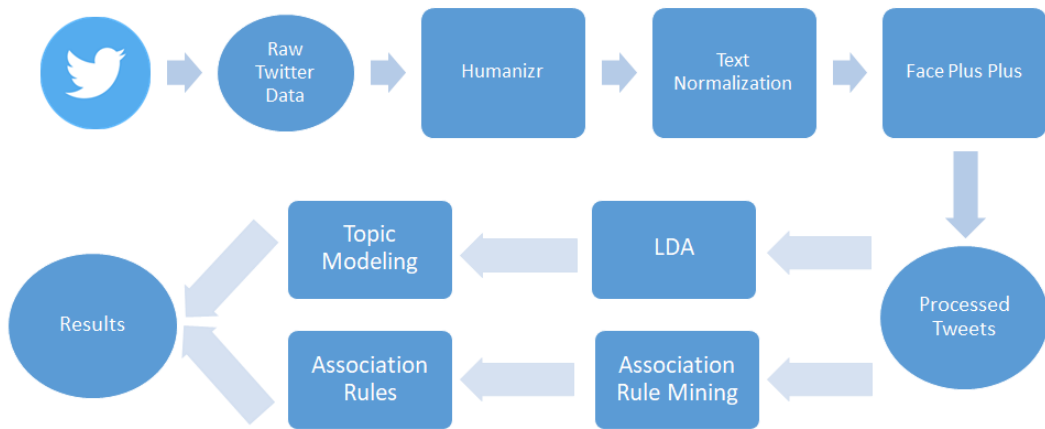 Raw
Twitter
Data
Humanizr
Text
Normalization
Face Plus Plus
Topic
Modeling
LDA
Processed
Tweets
Results
Association
Rules
Association
Rule Mining